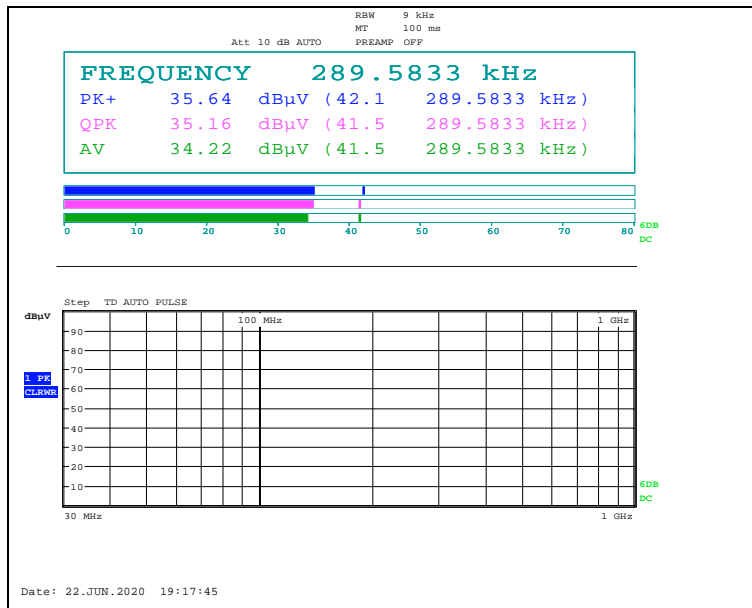 RBW 9 kHz
MT 100 ms
Att 10 dB AUTO PREAMP OFF
FREQUENCY 289.5833 kHz
PK+ 35.64 dBµV (42.1 289.5833 kHz)
QPK 35.16 dBµV (41.5 289.5833 kHz)
AV 34.22 dBµV (41.5 289.5833 kHz)
0 10 20 30 40 50 60 70 80
6DB
DC
Step TD AUTO PULSE
dBµV
100 MHz 1 GHz
90
80
70
1 PK
60
CLRWR
50
40
30
20
10
6DB
DC
30 MHz 1 GHz
Date: 22.JUN.2020 19:17:45